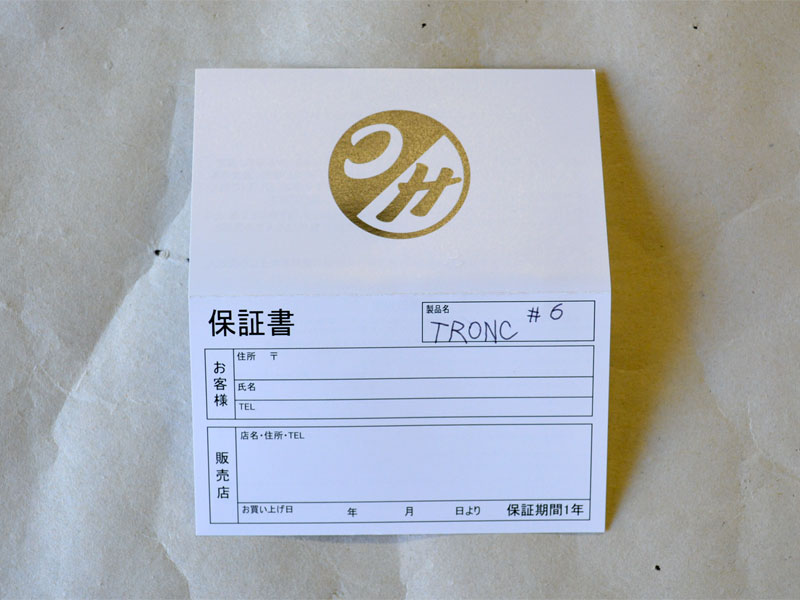 保証書
製品名
TRONC #6
お客様
住所 〒
氏名
TEL
販売店
店名・住所・TEL
お買い上げ日 年 月 日より 保証期間1年